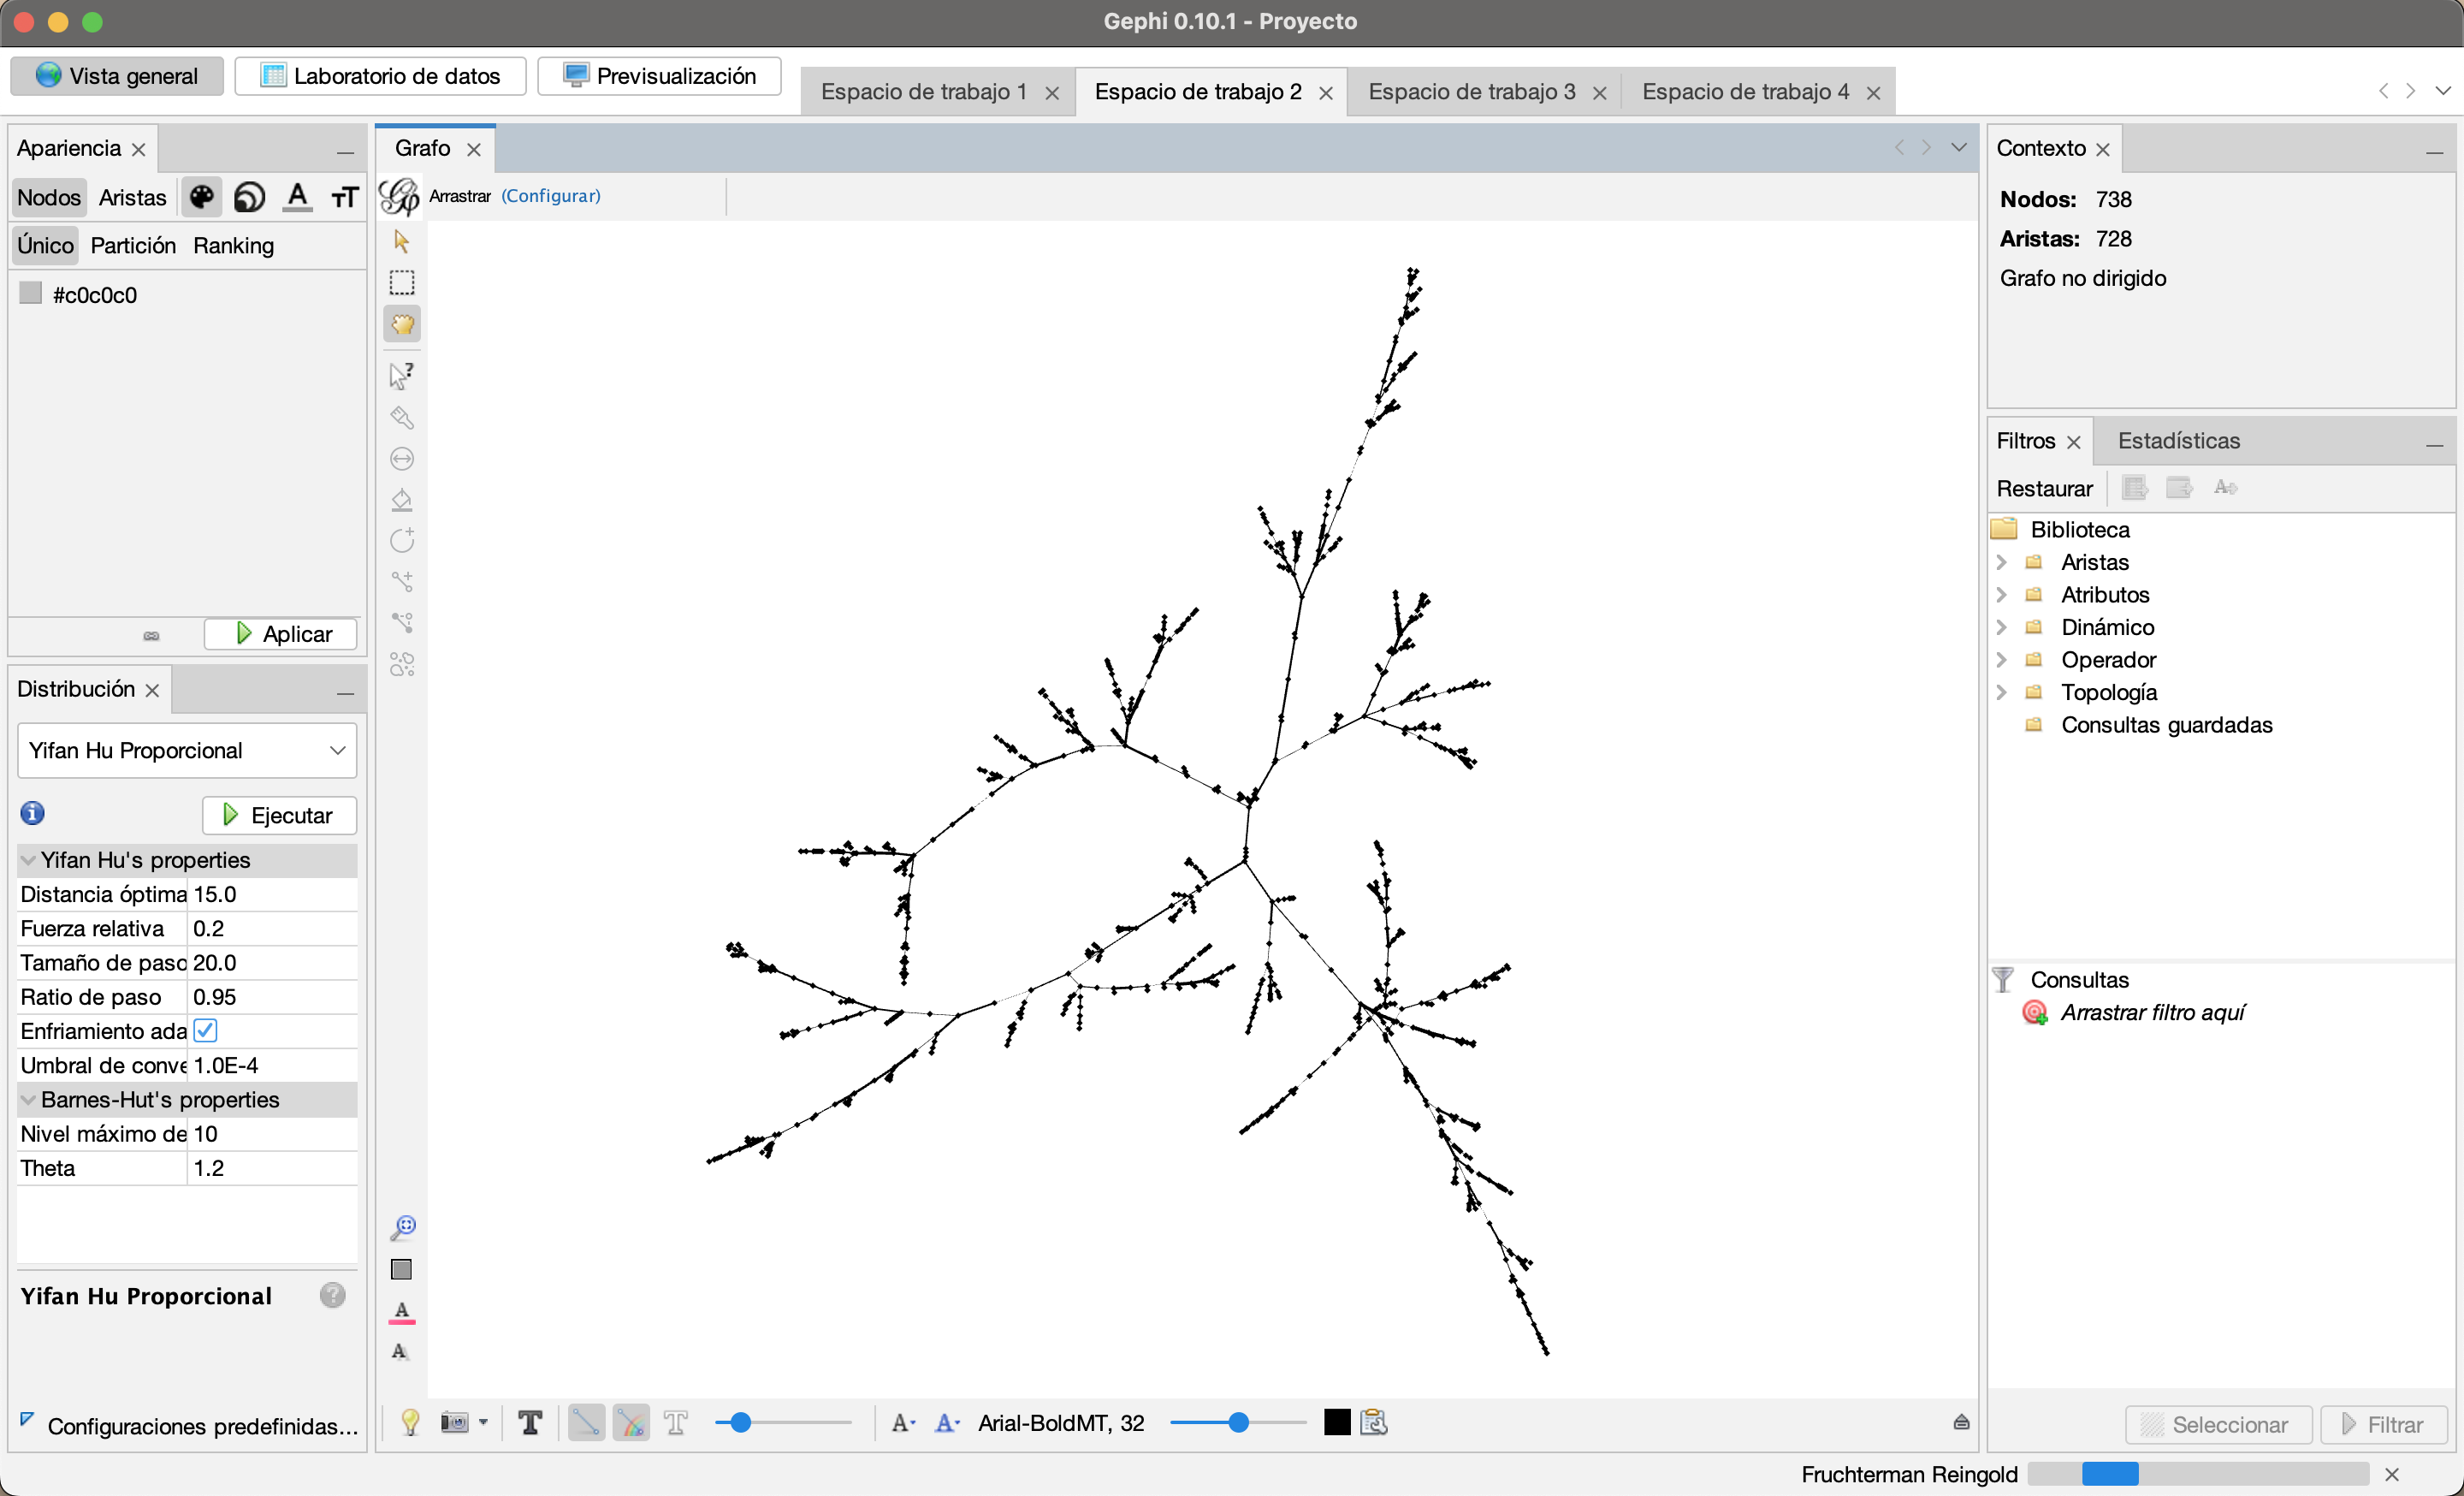 Gephi 0.10.1 - Proyecto
Vista general
Laboratorio de datos
Previsualización
Espacio de trabajo 1
Espacio de trabajo 2
Espacio de trabajo 3
Espacio de trabajo 4
Apariencia
Nodos
Aristas
Único
Partición
Ranking
#c0c0c0
Aplicar
Distribución
Yifan Hu Proporcional
Ejecutar
Yifan Hu's properties
Distancia óptima 15.0
Fuerza relativa 0.2
Tamaño de paso 20.0
Ratio de paso 0.95
Enfriamiento ada
Umbral de conve 1.0E-4
Barnes-Hut's properties
Nivel máximo de 10
Theta 1.2
Yifan Hu Proporcional
Configuraciones predefinidas...
Grafo
Arrastrar (Configurar)
Arial-BoldMT, 32
Contexto
Nodos: 738
Aristas: 728
Grafo no dirigido
Filtros
Estadísticas
Restaurar
Biblioteca
Aristas
Atributos
Dinámico
Operador
Topología
Consultas guardadas
Consultas
Arrastrar filtro aquí
Seleccionar
Filtrar
Fruchterman Reingold